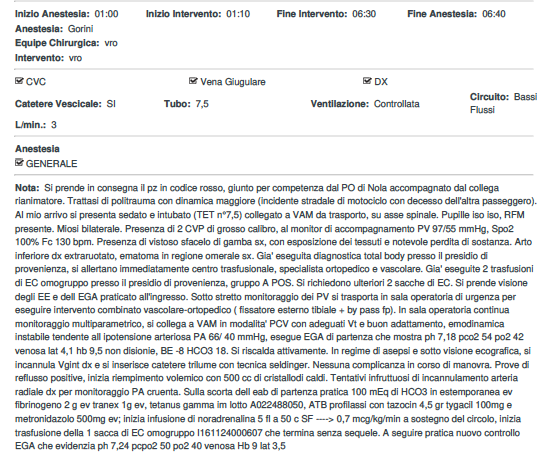 Inizio Anestesia: 01:00 Inizio Intervento: 01:10 Fine Intervento: 06:30 Fine Anestesia: 06:40
Anestesia: Gorini
Equipe Chirurgica: vro
Intervento: vro
CVC Vena Giugulare DX
Catetere Vescicale: SI Tubo: 7,5 Ventilazione: Controllata Circuito: Bassi
Flussi
L/min.: 3
Anestesia
GENERALE
Nota: Si prende in consegna il pz in codice rosso, giunto per competenza dal PO di Nola accompagnato dal collega
rianimatore. Trattasi di politrauma con dinamica maggiore (incidente stradale di motociclo con decesso dell'altra passeggero).
Al mio arrivo si presenta sedato e intubato (TET n°7,5) collegato a VAM da trasporto, su asse spinale. Pupille iso iso, RFM
presente. Miosi bilaterale. Presenza di 2 CVP di grosso calibro, al monitor di accompagnamento PV 97/55 mmHg, Spo2
100% Fc 130 bpm. Presenza di vistoso sfacelo di gamba sx, con esposizione dei tessuti e notevole perdita di sostanza. Arto
inferiore dx extraruotato, ematoma in regione omerale sx. Gia' eseguita diagnostica total body presso il presidio di
provenienza, si allertano immediatamente centro trasfusionale, specialista ortopedico e vascolare. Gia' eseguite 2 trasfusioni
di EC omogruppo presso il presidio di provenienza, gruppo A POS. Si richiedono ulteriori 2 sacche di EC. Si prende visione
degli EE e dell EGA praticato all'ingresso. Sotto stretto monitoraggio dei PV si trasporta in sala operatoria di urgenza per
eseguire intervento combinato vascolare-ortopedico ( fissatore esterno tibiale + by pass fp). In sala operatoria continua
monitoraggio multiparametrico, si collega a VAM in modalita' PCV con adeguati Vt e buon adattamento, emodinamica
instabile tendente all ipotensione arteriosa PA 66/ 40 mmHg, esegue EGA di partenza che mostra ph 7,18 pco2 54 po2 42
venosa lat 4,1 hb 9,5 non disionie, BE -8 HCO3 18. Si riscalda attivamente. In regime di asepsi e sotto visione ecografica, si
incannula Vgint dx e si inserisce catetere trilume con tecnica seldinger. Nessuna complicanza in corso di manovra. Prove di
reflusso positive, inizia riempimento volemico con 500 cc di cristalloidi caldi. Tentativi infruttuosi di incannulamento arteria
radiale dx per monitoraggio PA cruenta. Sulla scorta dell eab di partenza pratica 100 mEq di HCO3 in estemporanea ev
fibrinogeno 2 g ev tranex 1g ev, tetanus gamma im lotto A022488050, ATB profilassi con tazocin 4,5 gr tygacil 100mg e
metronidazolo 500mg ev; inizia infusione di noradrenalina 5 fl a 50 c SF ----> 0,7 mcg/kg/min a sostegno del circolo, inizia
trasfusione della 1 sacca di EC omogruppo I161124000607 che termina senza sequele. A seguire pratica nuovo controllo
EGA che evidenzia ph 7,24 pcpo2 50 po2 40 venosa Hb 9 lat 3,5